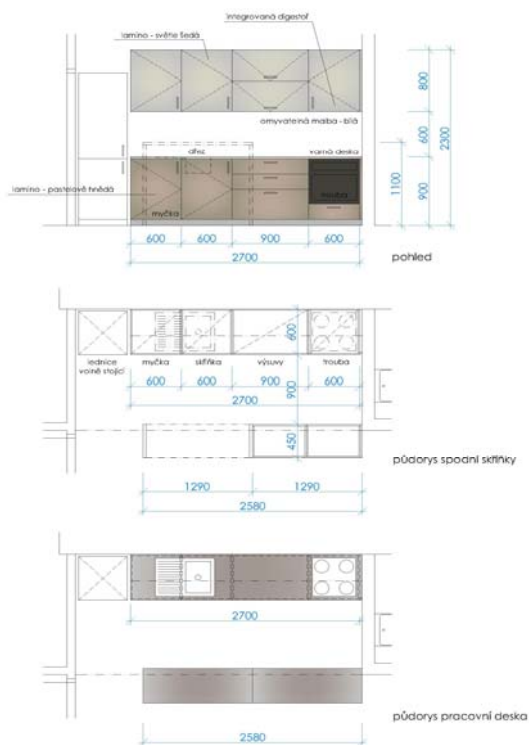 integrovaná digestoř
lamino - světle šedá
omyvatelná malba - bílá
dřez
varná deska
lamino - pastelově hnědá
myčka
trouba
800
600
900
2300
1100
600 600 900 600
2700
pohled
lednice
volně stojící
myčka skříňka výsuvy trouba
600 600 900 600
2700
600
900
450
1290 1290
2580
půdorys spodní skříňky
2700
2580
půdorys pracovní deska